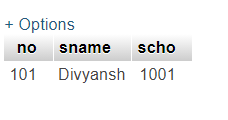 + Options
no sname scho
101 Divyansh 1001